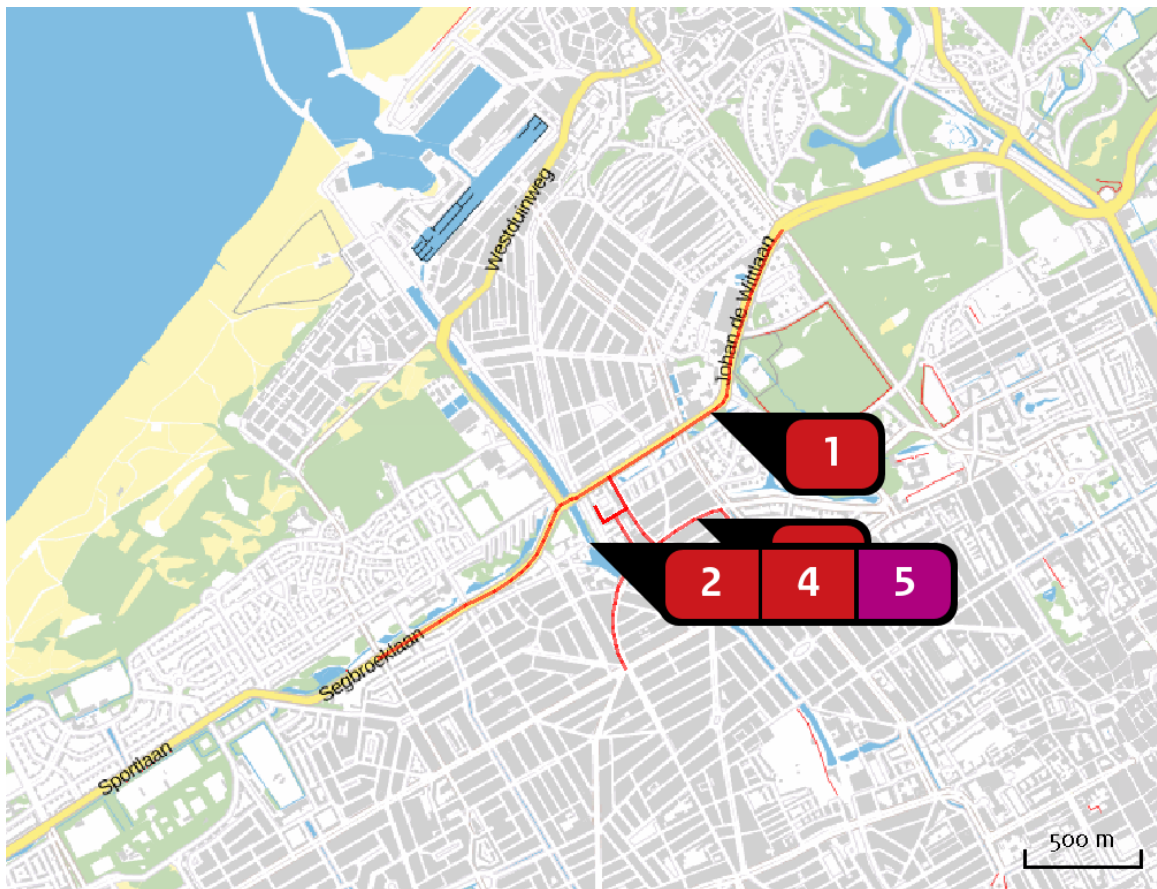 Westduinweg
Johan de Wittlaan
1
2 4 5
Segbroeklaan
Sportlaan
500 m